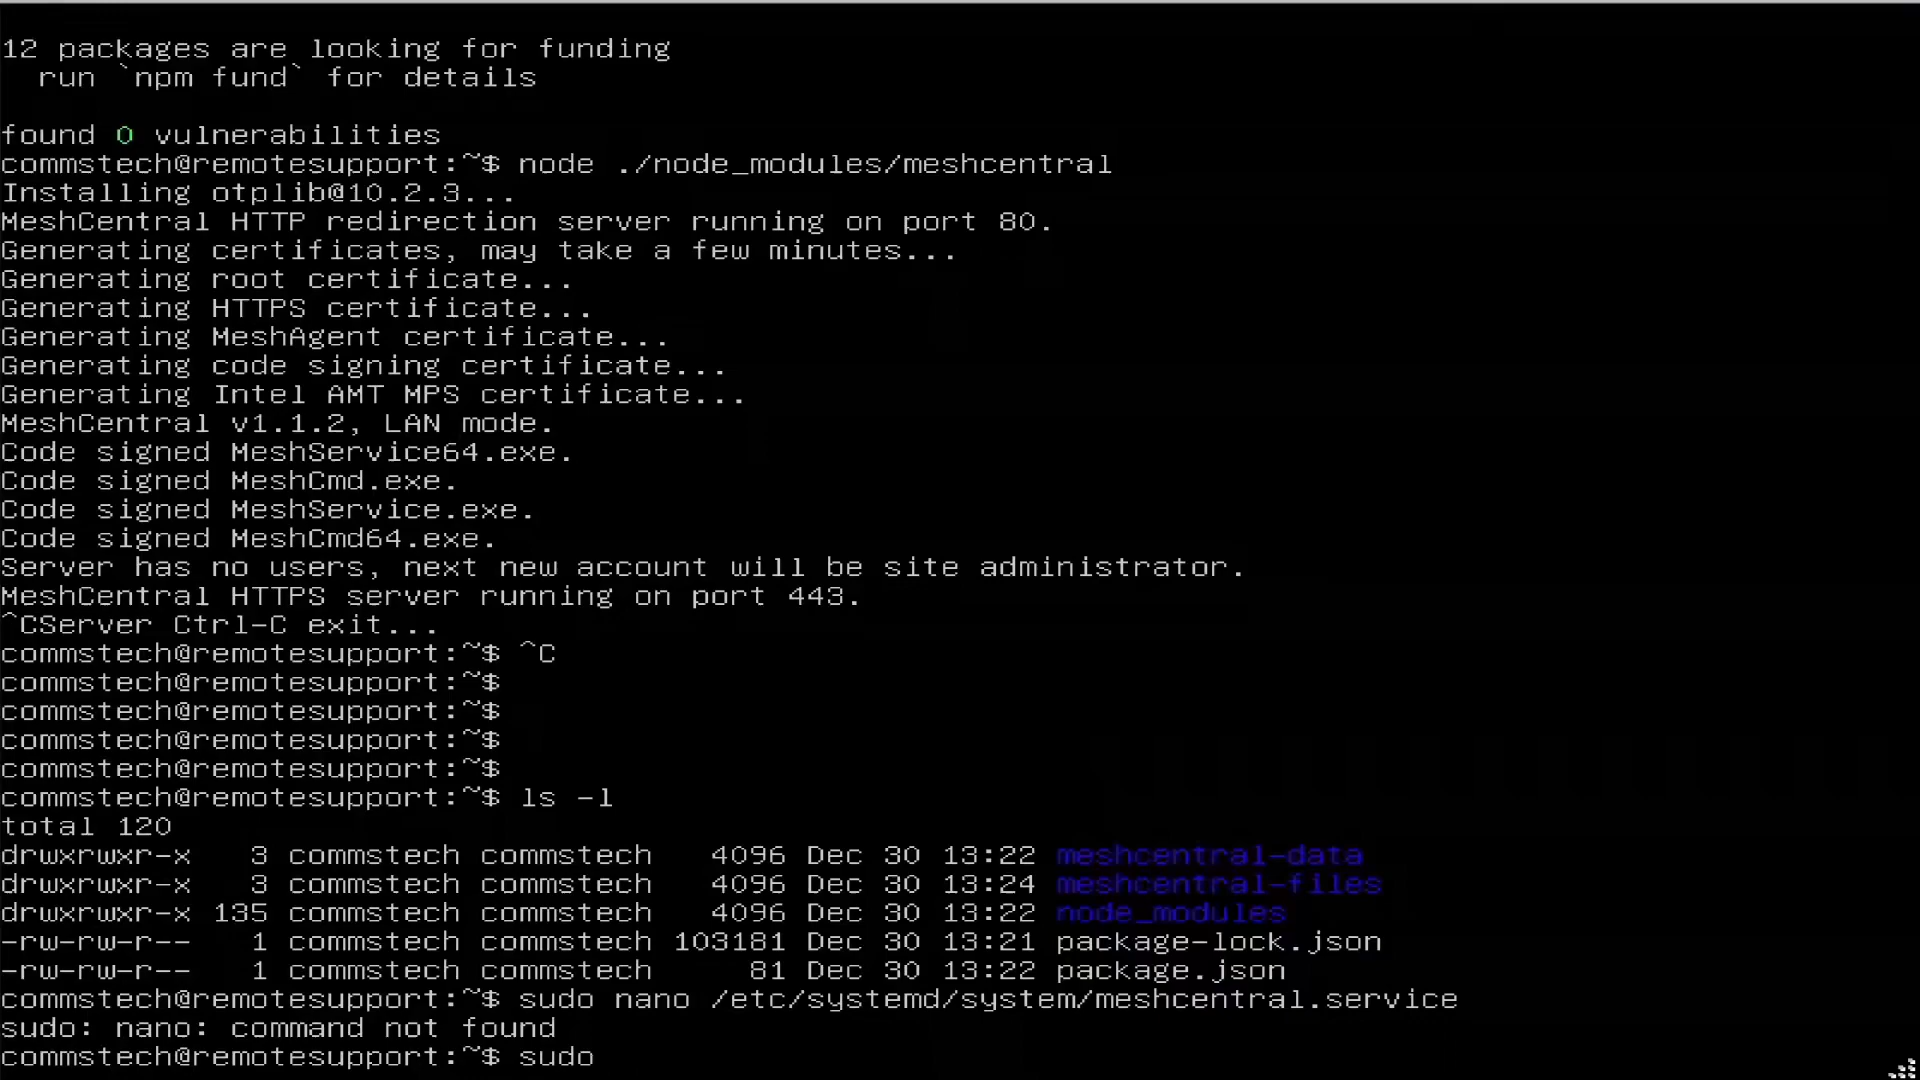 12 packages are looking for funding
  run `npm fund` for details
found 0 vulnerabilities
commstech@remotesupport:~$ node ./node_modules/meshcentral
Installing otplib@10.2.3...
MeshCentral HTTP redirection server running on port 80.
Generating certificates, may take a few minutes...
Generating root certificate...
Generating HTTPS certificate...
Generating MeshAgent certificate...
Generating code signing certificate...
Generating Intel AMT MPS certificate...
MeshCentral v1.1.2, LAN mode.
Code signed MeshService64.exe.
Code signed MeshCmd.exe.
Code signed MeshService.exe.
Code signed MeshCmd64.exe.
Server has no users, next new account will be site administrator.
MeshCentral HTTPS server running on port 443.
^CServer Ctrl-C exit...
commstech@remotesupport:~$ ^C
commstech@remotesupport:~$
commstech@remotesupport:~$
commstech@remotesupport:~$
commstech@remotesupport:~$
commstech@remotesupport:~$ ls -l
total 120
drwxrwxr-x   3 commstech commstech   4096 Dec 30 13:22 meshcentral-data
drwxrwxr-x   3 commstech commstech   4096 Dec 30 13:24 meshcentral-files
drwxrwxr-x 135 commstech commstech   4096 Dec 30 13:22 node_modules
-rw-rw-r--   1 commstech commstech 103181 Dec 30 13:21 package-lock.json
-rw-rw-r--   1 commstech commstech     81 Dec 30 13:22 package.json
commstech@remotesupport:~$ sudo nano /etc/systemd/system/meshcentral.service
sudo: nano: command not found
commstech@remotesupport:~$ sudo